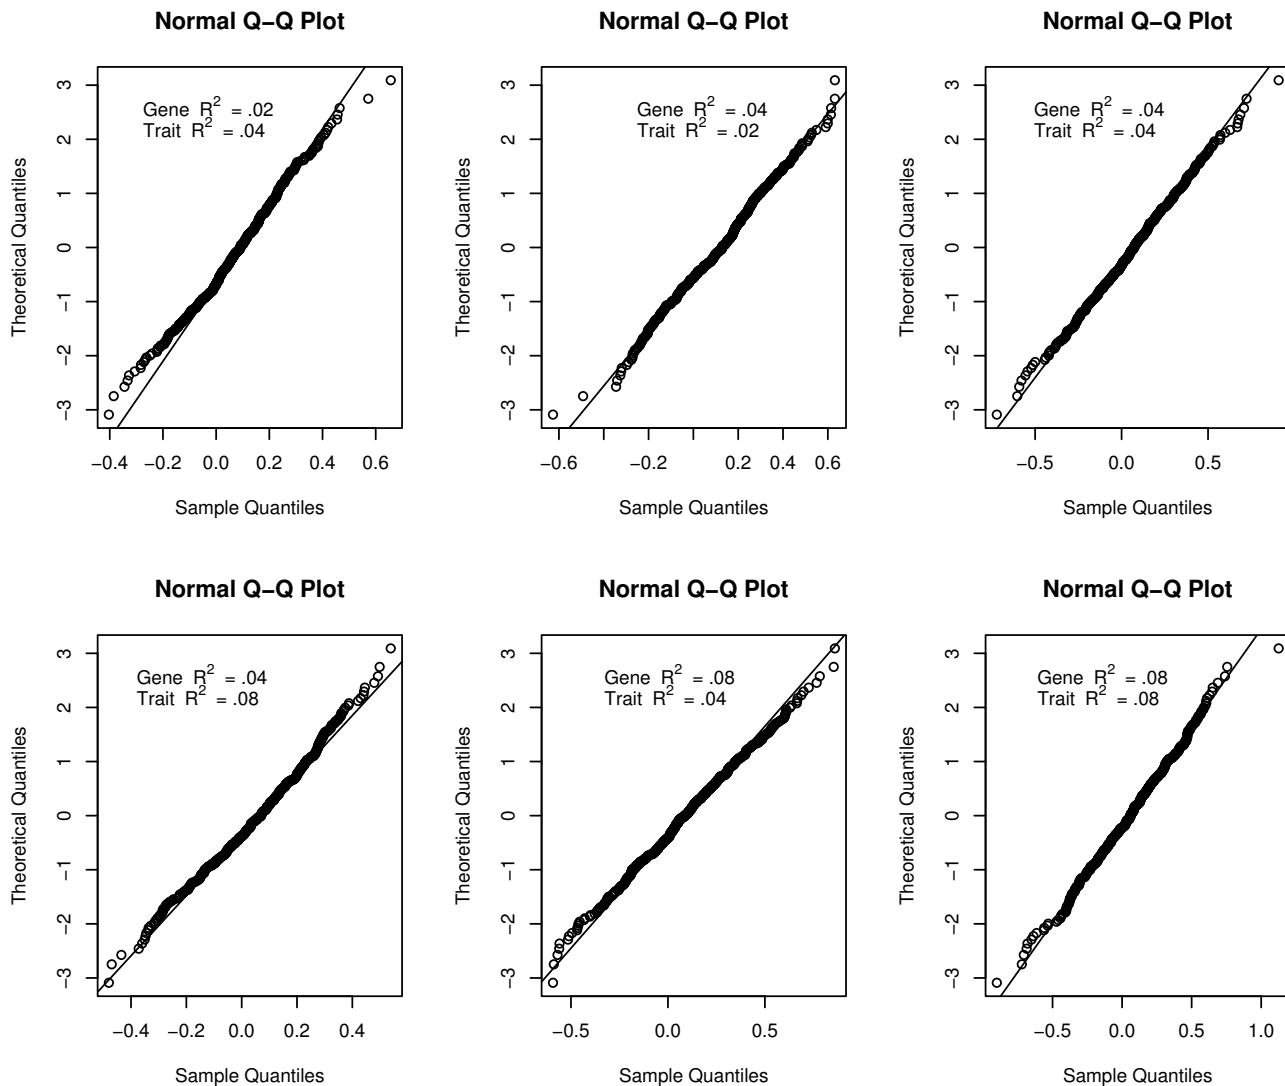 Normal Q−Q Plot
Gene R2 = .02
Trait R2 = .04
3
2
1
0
−1
−2
−3
Theoretical Quantiles
−0.4 −0.2 0.0 0.2 0.4 0.6
Sample Quantiles
Normal Q−Q Plot
Gene R2 = .04
Trait R2 = .02
3
2
1
0
−1
−2
−3
Theoretical Quantiles
−0.6 −0.2 0.2 0.4 0.6
Sample Quantiles
Normal Q−Q Plot
Gene R2 = .04
Trait R2 = .04
3
2
1
0
−1
−2
−3
Theoretical Quantiles
−0.5 0.0 0.5
Sample Quantiles
Normal Q−Q Plot
Gene R2 = .04
Trait R2 = .08
3
2
1
0
−1
−2
−3
Theoretical Quantiles
−0.4 −0.2 0.0 0.2 0.4
Sample Quantiles
Normal Q−Q Plot
Gene R2 = .08
Trait R2 = .04
3
2
1
0
−1
−2
−3
Theoretical Quantiles
−0.5 0.0 0.5
Sample Quantiles
Normal Q−Q Plot
Gene R2 = .08
Trait R2 = .08
3
2
1
0
−1
−2
−3
Theoretical Quantiles
−0.5 0.0 0.5 1.0
Sample Quantiles